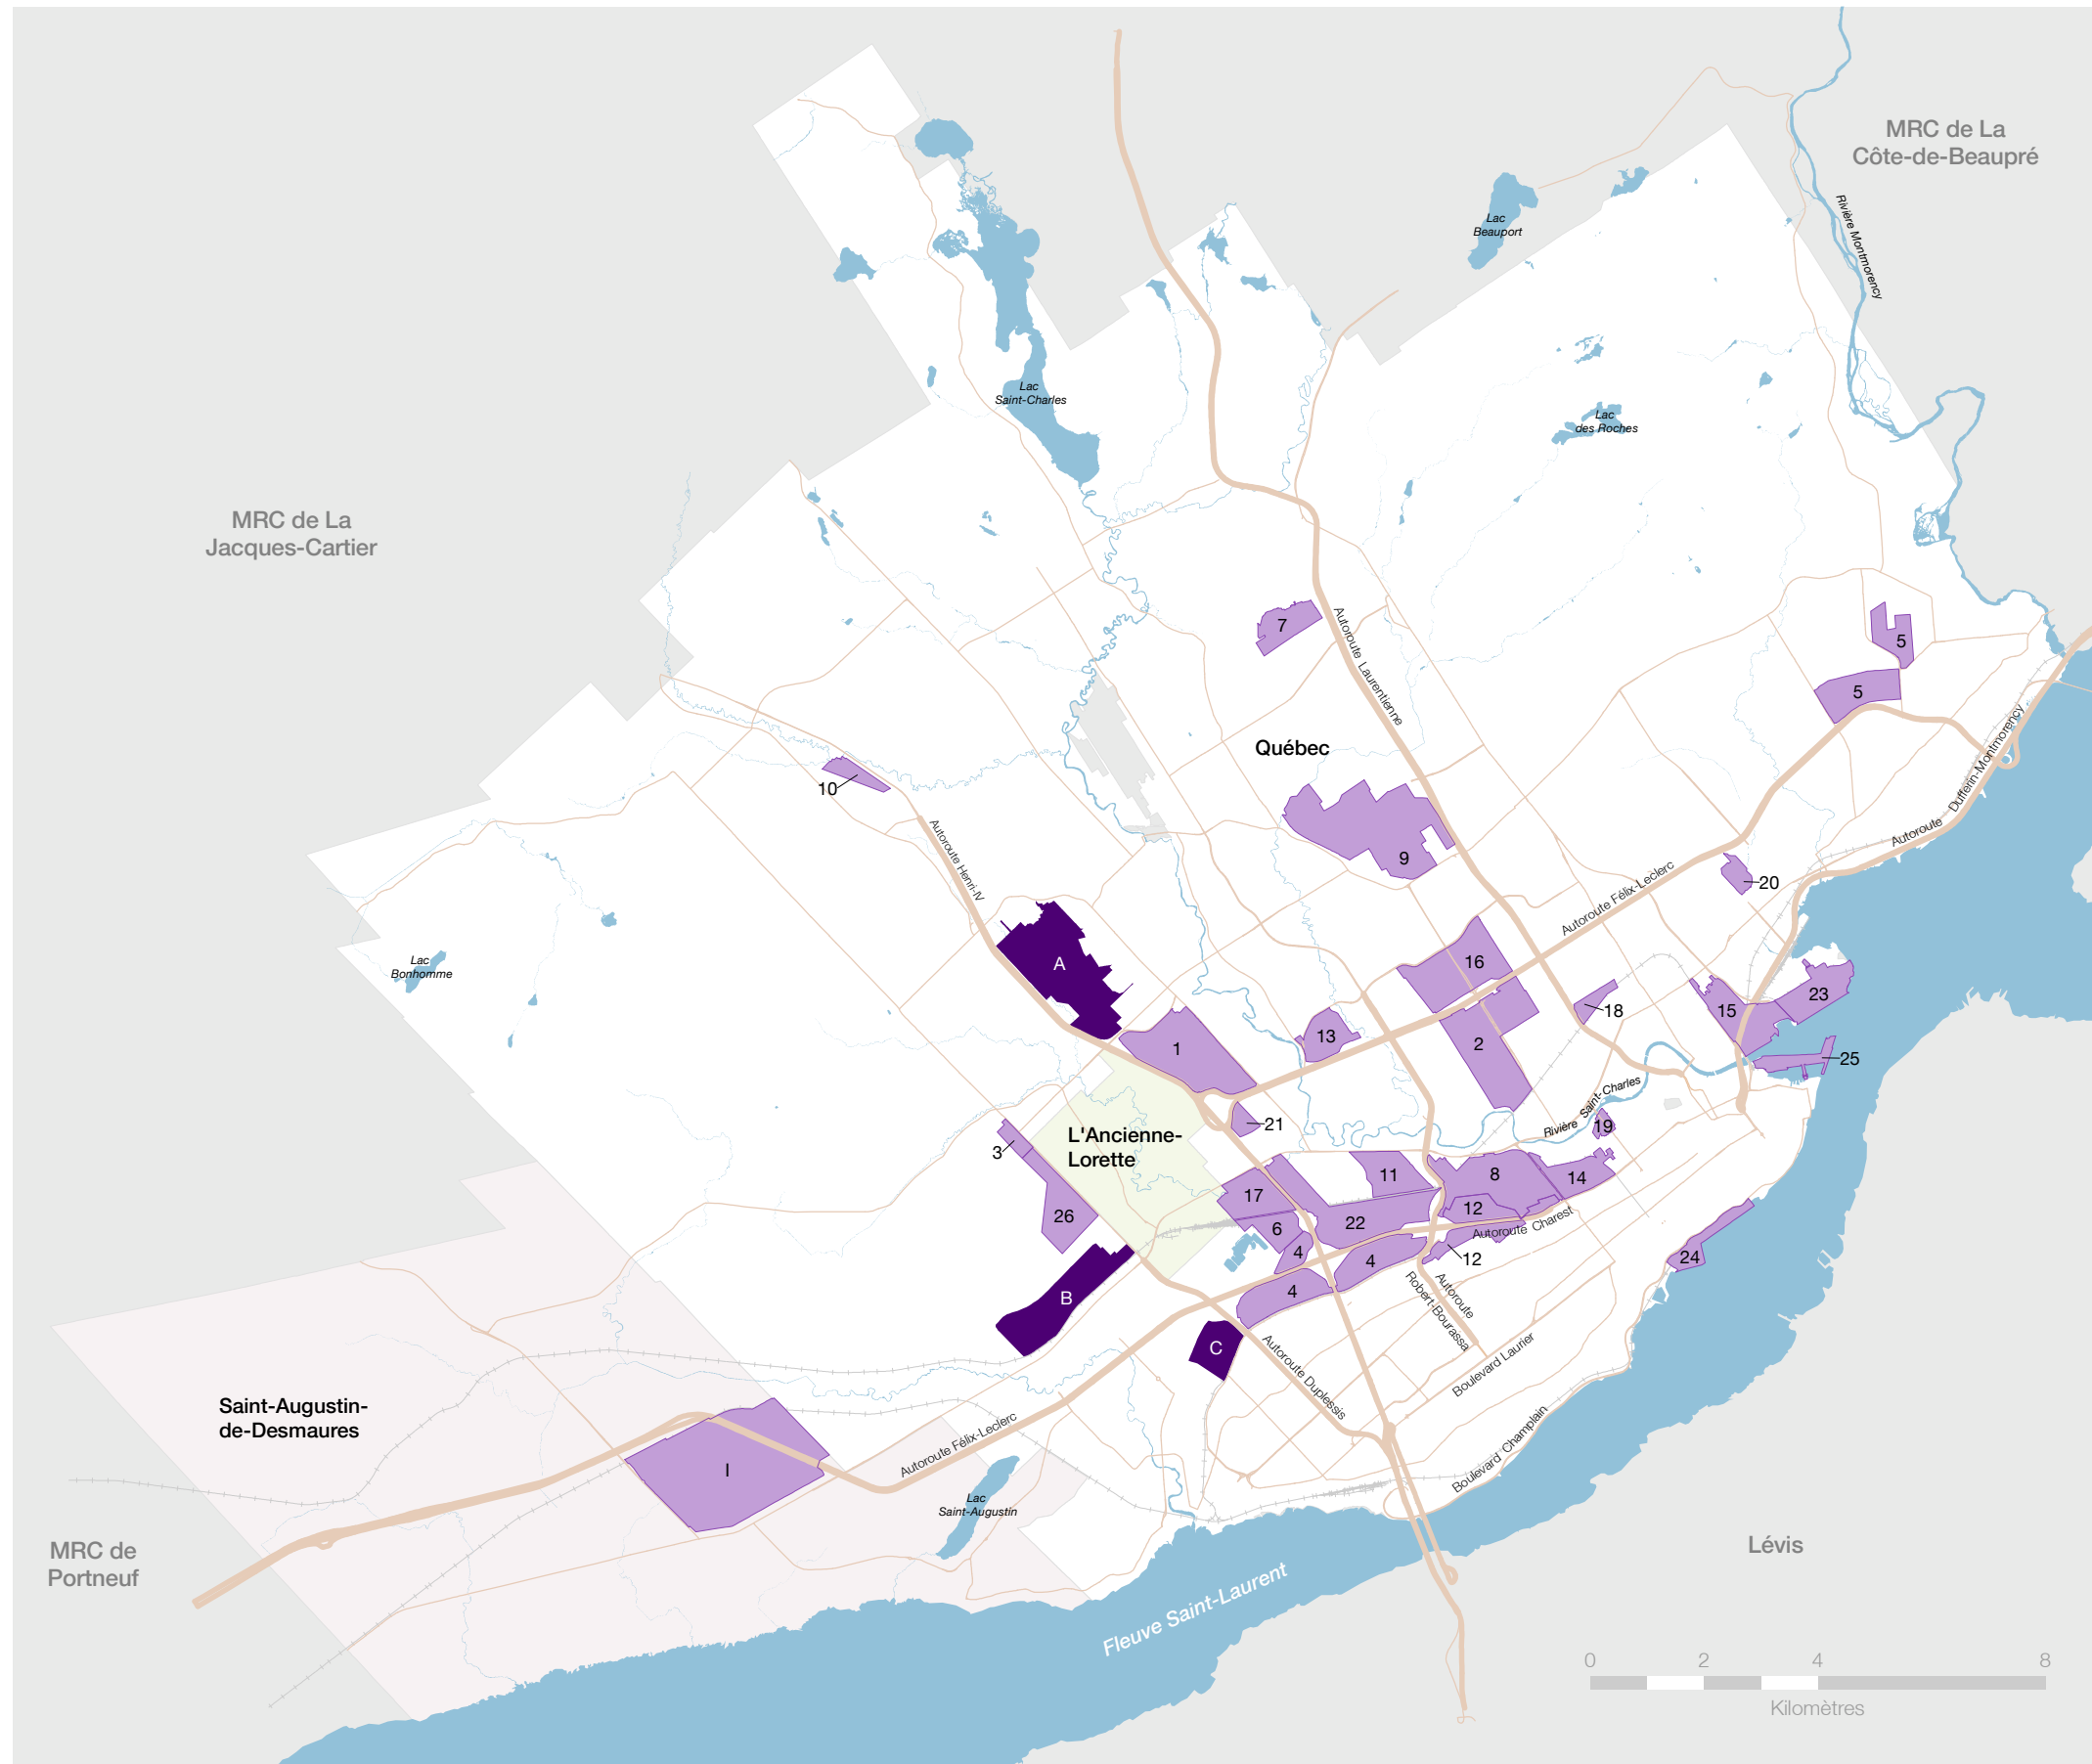 MRC de La
Côte-de-Beaupré
Rivière Montmorency
Lac
Beauport
Lac
Saint-Charles
Lac
des Roches
MRC de La
Jacques-Cartier
7
Autoroute Laurentienne
5
5
Québec
Dufferin-Montmorency
Autoroute
10
Autoroute Henri-IV
9
20
Autoroute Félix-Leclerc
A
Lac
Bonhomme
16
23
15
18
13
2
1
25
Rivière Saint-Charles
21
19
L'Ancienne-
Lorette
3
11
8
14
17
12
26
6
22
Autoroute Charest
4
4
12
24
B
4
Autoroute
Robert-Bourassa
C
Autoroute Duplessis
Boulevard Laurier
Saint-Augustin-
de-Desmaures
Boulevard Champlain
Autoroute Félix-Leclerc
I
Lac
Saint-Augustin
MRC de
Portneuf
Lévis
Fleuve Saint-Laurent
0 2 4 8
Kilomètres